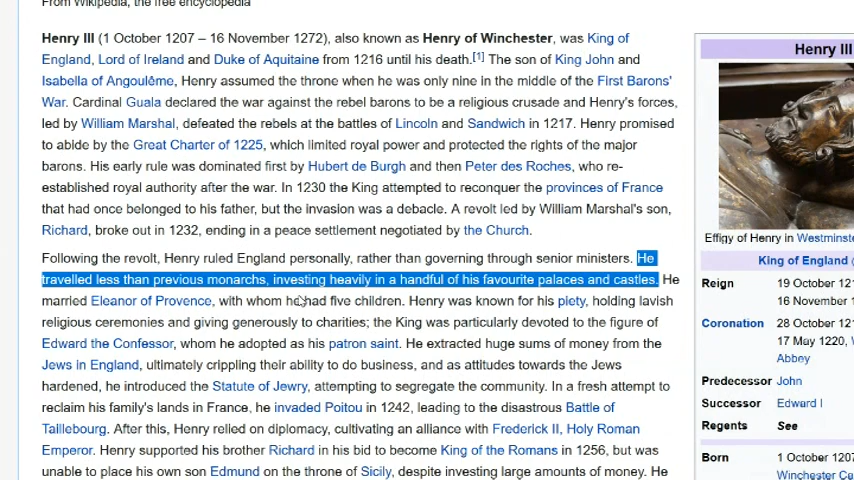 From Wikipedia, the free encyclopedia
Henry III (1 October 1207 – 16 November 1272), also known as Henry of Winchester, was King of
England, Lord of Ireland and Duke of Aquitaine from 1216 until his death.[1] The son of King John and
Isabella of Angoulême, Henry assumed the throne when he was only nine in the middle of the First Barons'
War. Cardinal Guala declared the war against the rebel barons to be a religious crusade and Henry's forces,
led by William Marshal, defeated the rebels at the battles of Lincoln and Sandwich in 1217. Henry promised
to abide by the Great Charter of 1225, which limited royal power and protected the rights of the major
barons. His early rule was dominated first by Hubert de Burgh and then Peter des Roches, who re-
established royal authority after the war. In 1230 the King attempted to reconquer the provinces of France
that had once belonged to his father, but the invasion was a debacle. A revolt led by William Marshal's son,
Richard, broke out in 1232, ending in a peace settlement negotiated by the Church.
Following the revolt, Henry ruled England personally, rather than governing through senior ministers. He
travelled less than previous monarchs, investing heavily in a handful of his favourite palaces and castles. He
married Eleanor of Provence, with whom he had five children. Henry was known for his piety, holding lavish
religious ceremonies and giving generously to charities; the King was particularly devoted to the figure of
Edward the Confessor, whom he adopted as his patron saint. He extracted huge sums of money from the
Jews in England, ultimately crippling their ability to do business, and as attitudes towards the Jews
hardened, he introduced the Statute of Jewry, attempting to segregate the community. In a fresh attempt to
reclaim his family's lands in France, he invaded Poitou in 1242, leading to the disastrous Battle of
Taillebourg. After this, Henry relied on diplomacy, cultivating an alliance with Frederick II, Holy Roman
Emperor. Henry supported his brother Richard in his bid to become King of the Romans in 1256, but was
unable to place his own son Edmund on the throne of Sicily, despite investing large amounts of money. He
Henry III
Effigy of Henry in Westminste
King of England (
Reign 19 October 121
16 November
Coronation 28 October 121
17 May 1220, W
Abbey
Predecessor John
Successor Edward I
Regents See
Born 1 October 1207
Winchester Ca